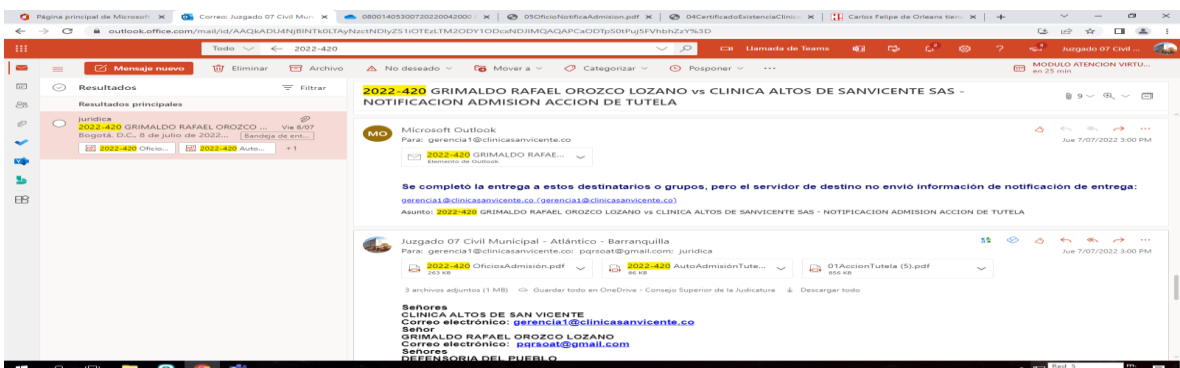 Página principal de Microsoft
Correo: Juzgado 07 Civil Mun
05OficioNotificaAdmision.pdf
04CertificadoExistenciaClinic
Carlos Felipe de Orleans tien
Todo
2022-420
Llamada de Teams
Juzgado 07 Civil ...
Mensaje nuevo
Eliminar
Archivo
No deseado
Mover a
Categorizar
Posponer
MODULO ATENCION VIRTU...
en 25 min
Resultados
Filtrar
Resultados principales
juridica
2022-420 GRIMALDO RAFAEL OROZCO ... Vie 8/07
Bogotá. D.C., 8 de julio de 2022... Bandeja de ent...
2022-420 Oficio... 2022-420 Auto... +1
2022-420 GRIMALDO RAFAEL OROZCO LOZANO vs CLINICA ALTOS DE SANVICENTE SAS -
NOTIFICACION ADMISION ACCION DE TUTELA
9
MO
Microsoft Outlook
Para: gerencia1@clinicasanvicente.co
Jue 7/07/2022 3:00 PM
2022-420 GRIMALDO RAFAE...
Elemento de Outlook
Se completó la entrega a estos destinatarios o grupos, pero el servidor de destino no envió información de notificación de entrega:
gerencia1@clinicasanvicente.co (gerencia1@clinicasanvicente.co)
Asunto: 2022-420 GRIMALDO RAFAEL OROZCO LOZANO vs CLINICA ALTOS DE SANVICENTE SAS - NOTIFICACION ADMISION ACCION DE TUTELA
Juzgado 07 Civil Municipal - Atlántico - Barranquilla
Para: gerencia1@clinicasanvicente.co; pqrsoat@gmail.com; juridica
Jue 7/07/2022 3:00 PM
2022-420 OficioxAdmisión.pdf
263 KB
2022-420 AutoAdmisiónTute...
86 KB
01AccionTutela (5).pdf
856 KB
3 archivos adjuntos (1 MB) Guardar todo en OneDrive - Consejo Superior de la Judicatura Descargar todo
Señores
CLINICA ALTOS DE SAN VICENTE
Correo electrónico: gerencia1@clinicasanvicente.co
Señor
GRIMALDO RAFAEL OROZCO LOZANO
Correo electrónico: pqrsoat@gmail.com
Señores
DEFENSORIA DEL PUEBLO